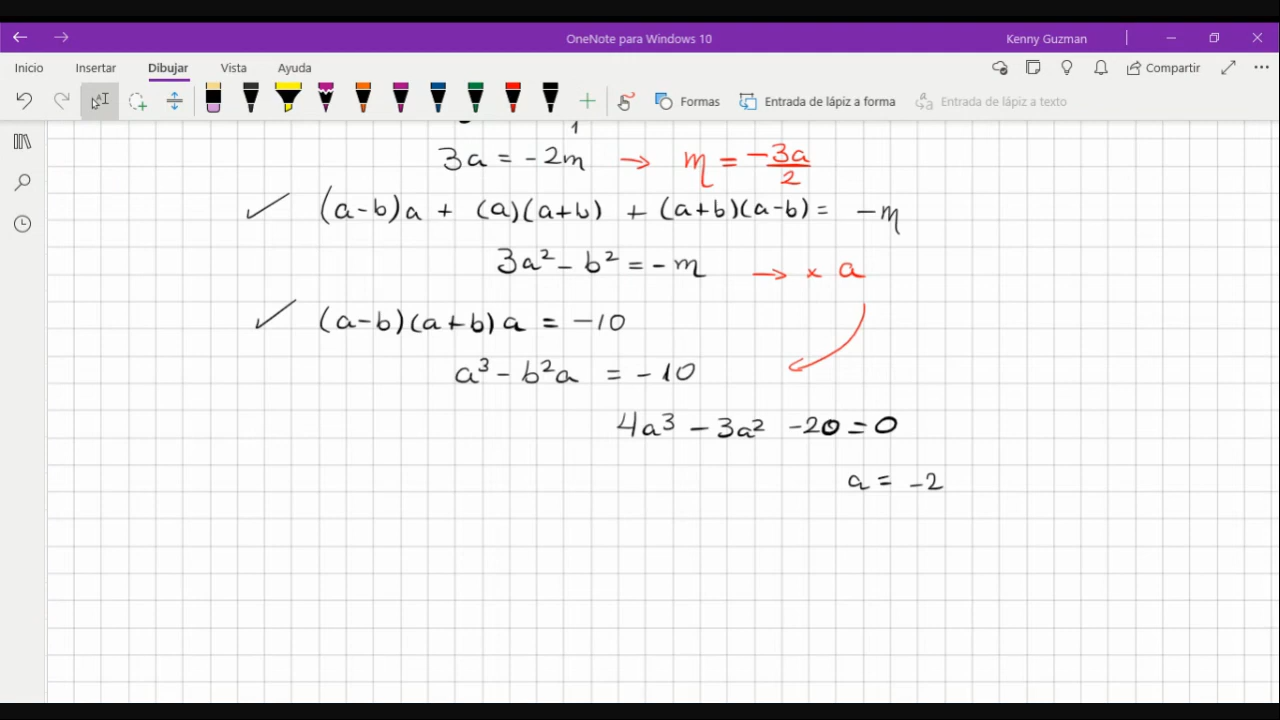 OneNote para Windows 10
Kenny Guzman
Inicio Insertar Dibujar Vista Ayuda
Compartir
Formas Entrada de lápiz a forma Entrada de lápiz a texto
1
3a = -2m → m = -3a/2
✓ (a-b)a + (a)(a+b) + (a+b)(a-b) = -m
3a² - b² = -m → × a
✓ (a-b)(a+b)a = -10
a³ - b²a = -10
4a³ - 3a² -20 = 0
a = -2